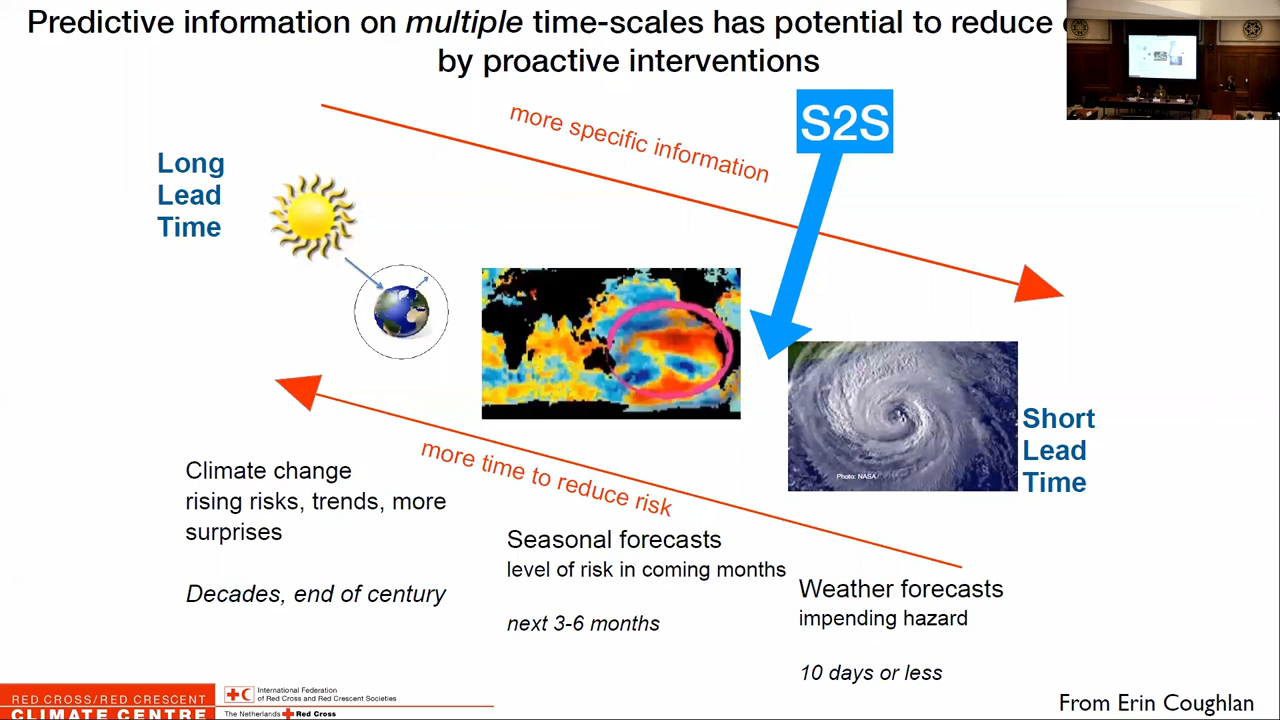 Predictive information on multiple time-scales has potential to reduce
by proactive interventions
S2S
more specific information
Long
Lead
Time
Short
Lead
Time
Photo: NASA
more time to reduce risk
Climate change
rising risks, trends, more
surprises
Decades, end of century
Seasonal forecasts
level of risk in coming months
next 3-6 months
Weather forecasts
impending hazard
10 days or less
RED CROSS/RED CRESCENT
CLIMATE CENTRE
International Federation
of Red Cross and Red Crescent Societies
The Netherlands Red Cross
From Erin Coughlan